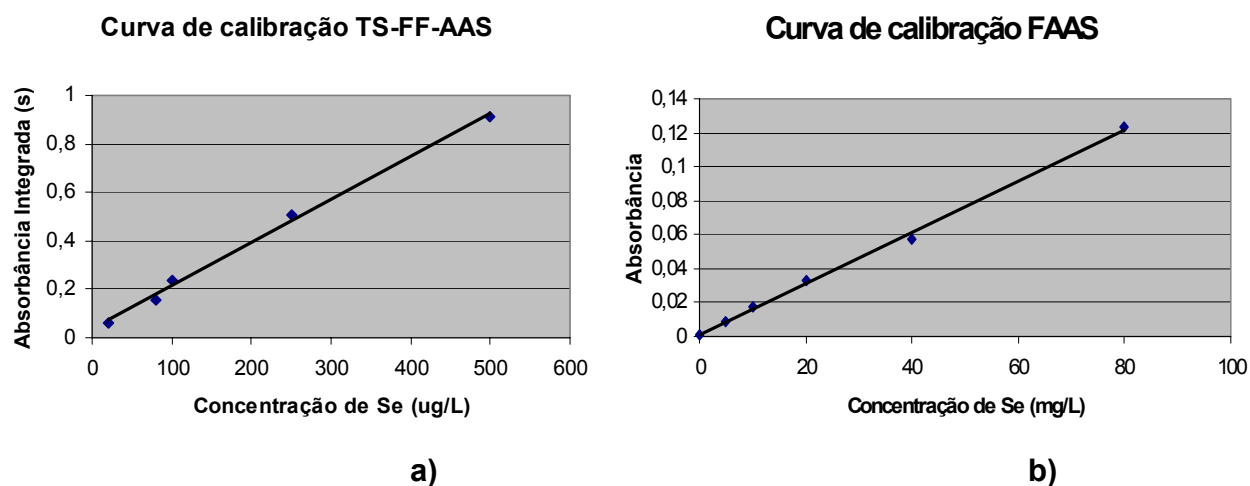 Curva de calibração TS-FF-AAS
Absorbância Integrada (s)
1
0,8
0,6
0,4
0,2
0
0 100 200 300 400 500 600
Concentração de Se (ug/L)
a)
Curva de calibração FAAS
Absorbância
0,14
0,12
0,1
0,08
0,06
0,04
0,02
0
0 20 40 60 80 100
Concentração de Se (mg/L)
b)